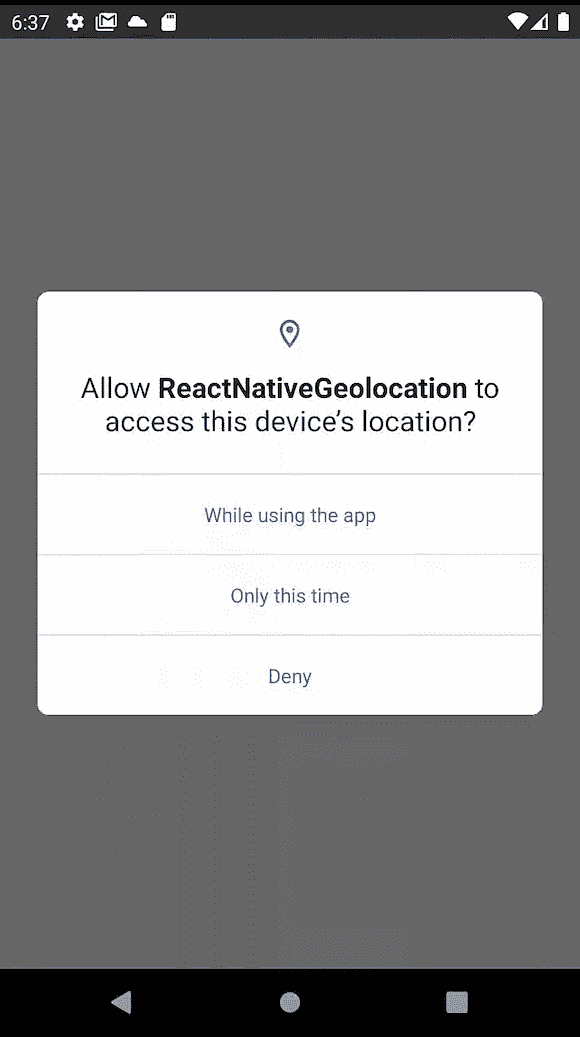 6:37
Allow ReactNativeGeolocation to
access this device’s location?
While using the app
Only this time
Deny